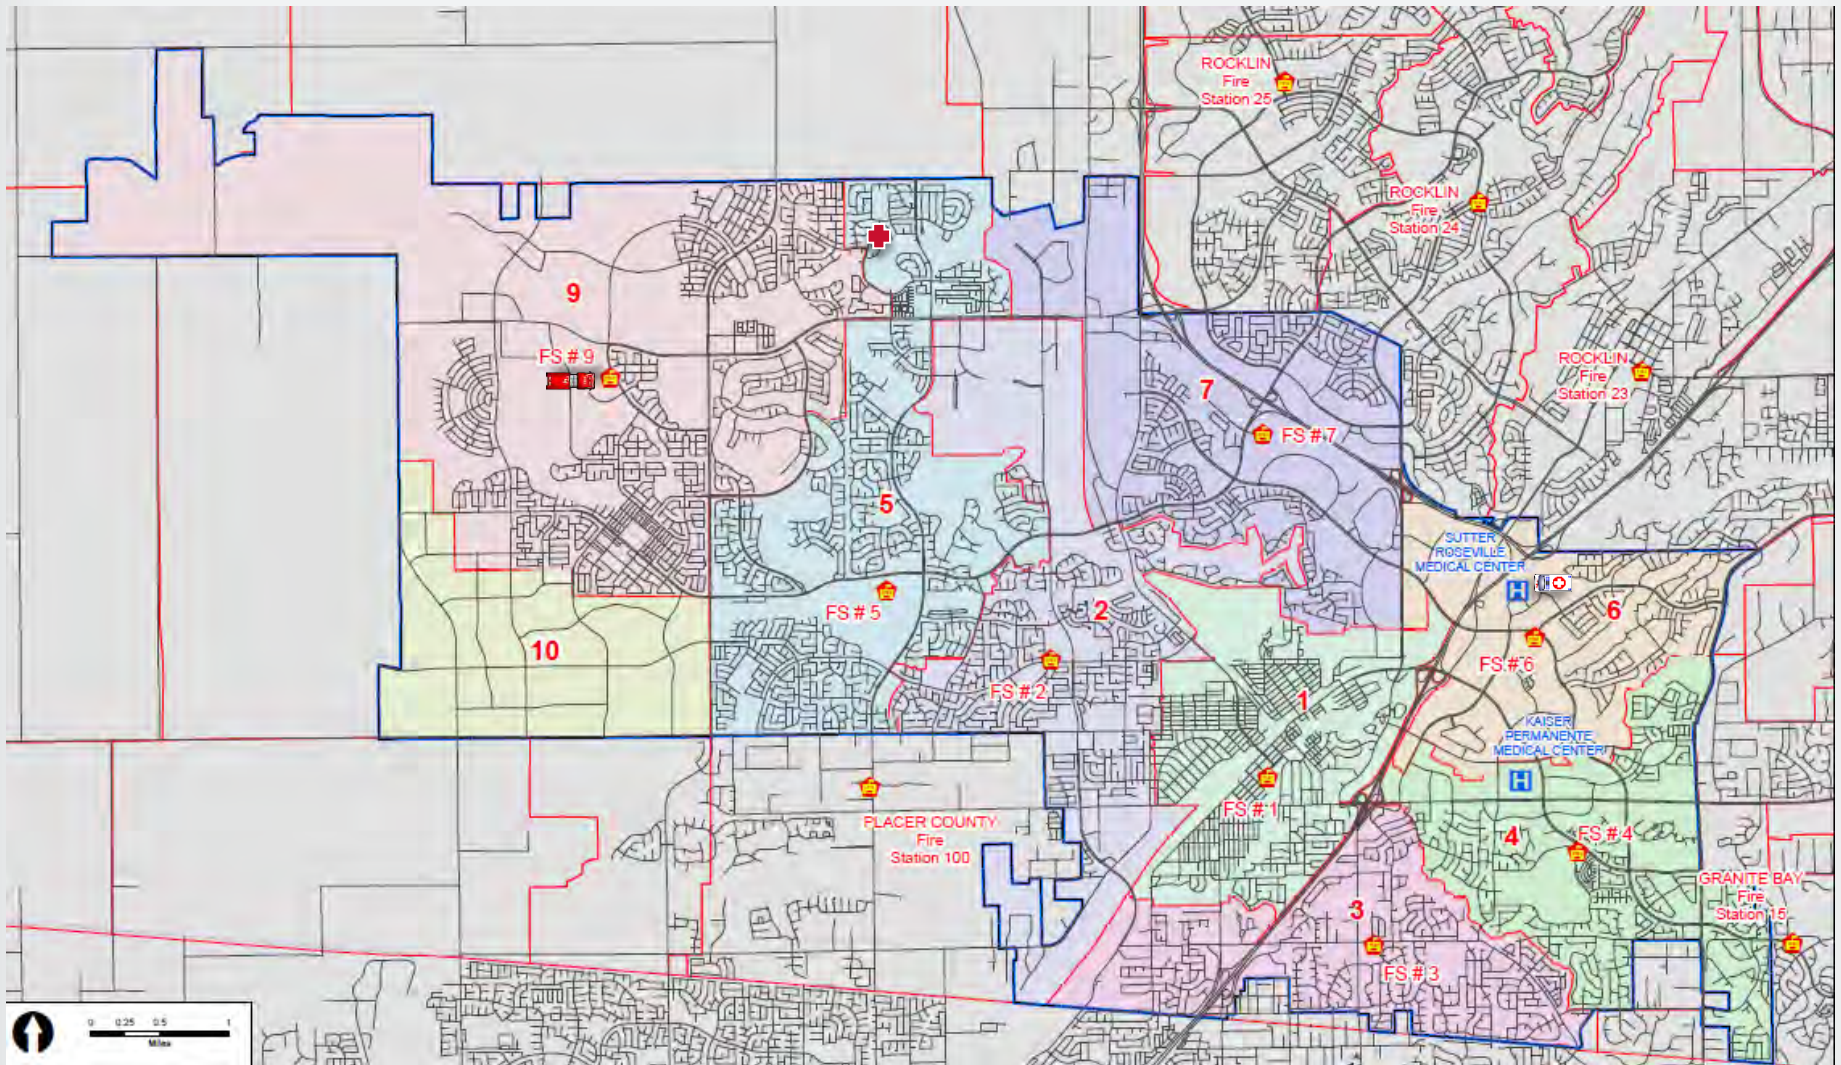 ROCKLIN
Fire
Station 25
ROCKLIN
Fire
Station 24
9
FS # 9
ROCKLIN
Fire
Station 23
7
FS # 7
5
SUTTER
ROSEVILLE
MEDICAL CENTER
H
6
FS # 5
2
10
FS # 6
FS # 2
1
KAISER
PERMANENTE
MEDICAL CENTER
H
FS # 1
PLACER COUNTY
Fire
Station 100
4
FS # 4
GRANITE BAY
Fire
Station 15
3
FS # 3
0 0.25 0.5 1
Miles